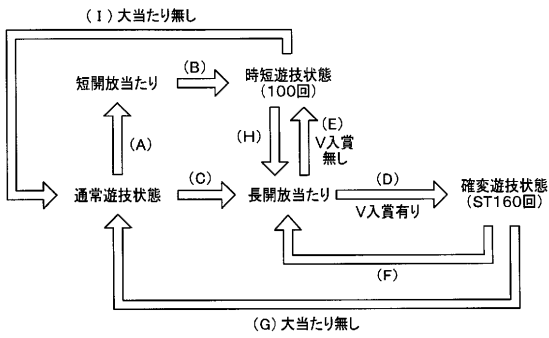 (I) 大当たり無し
短開放当たり
(B)
時短遊技状態
(100回)
(A)
(H)
(E)
V入賞
無し
通常遊技状態
(C)
長開放当たり
(D)
V入賞有り
確変遊技状態
(ST160回)
(F)
(G) 大当たり無し